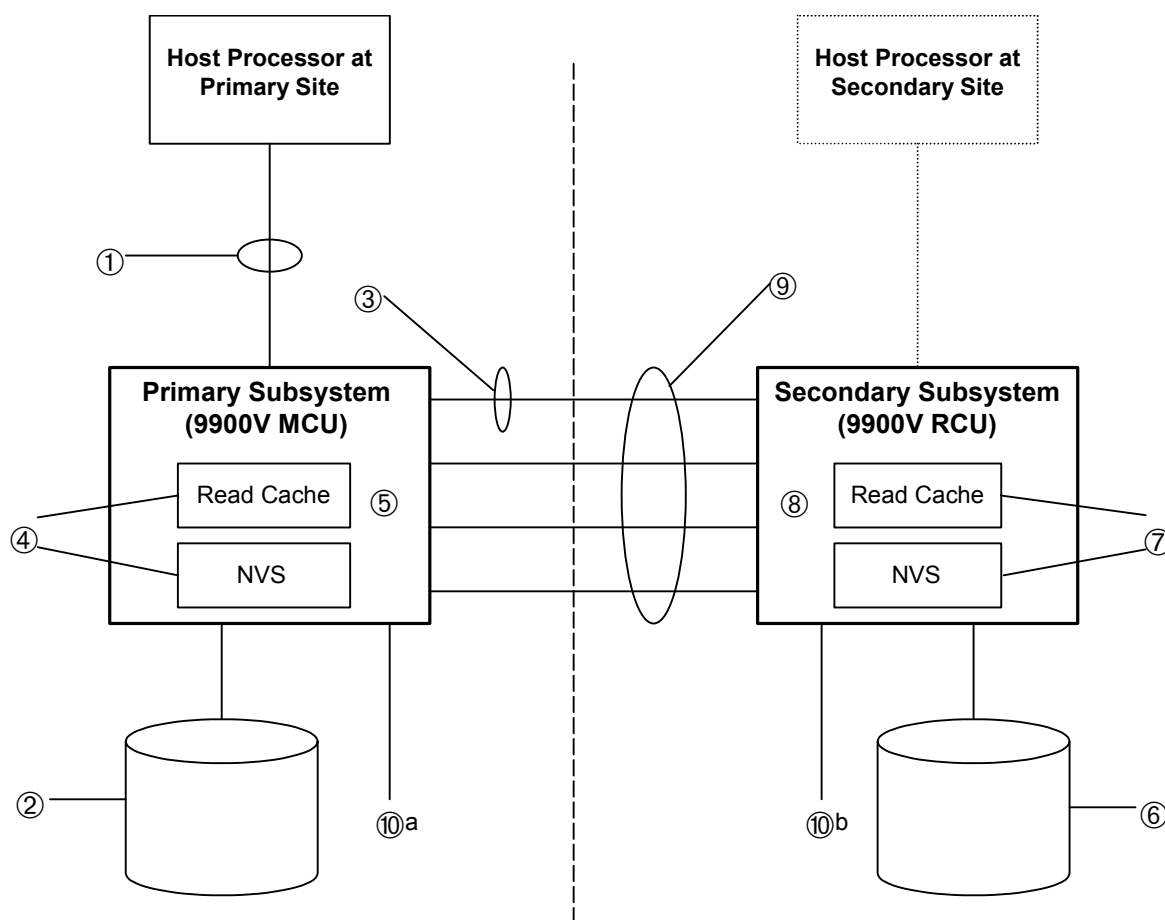 Host Processor at
Primary Site
Host Processor at
Secondary Site
①
③
⑨
Primary Subsystem
(9900V MCU)
Secondary Subsystem
(9900V RCU)
Read Cache
⑤
⑧
Read Cache
④
⑦
NVS
NVS
②
⑩a
⑩b
⑥